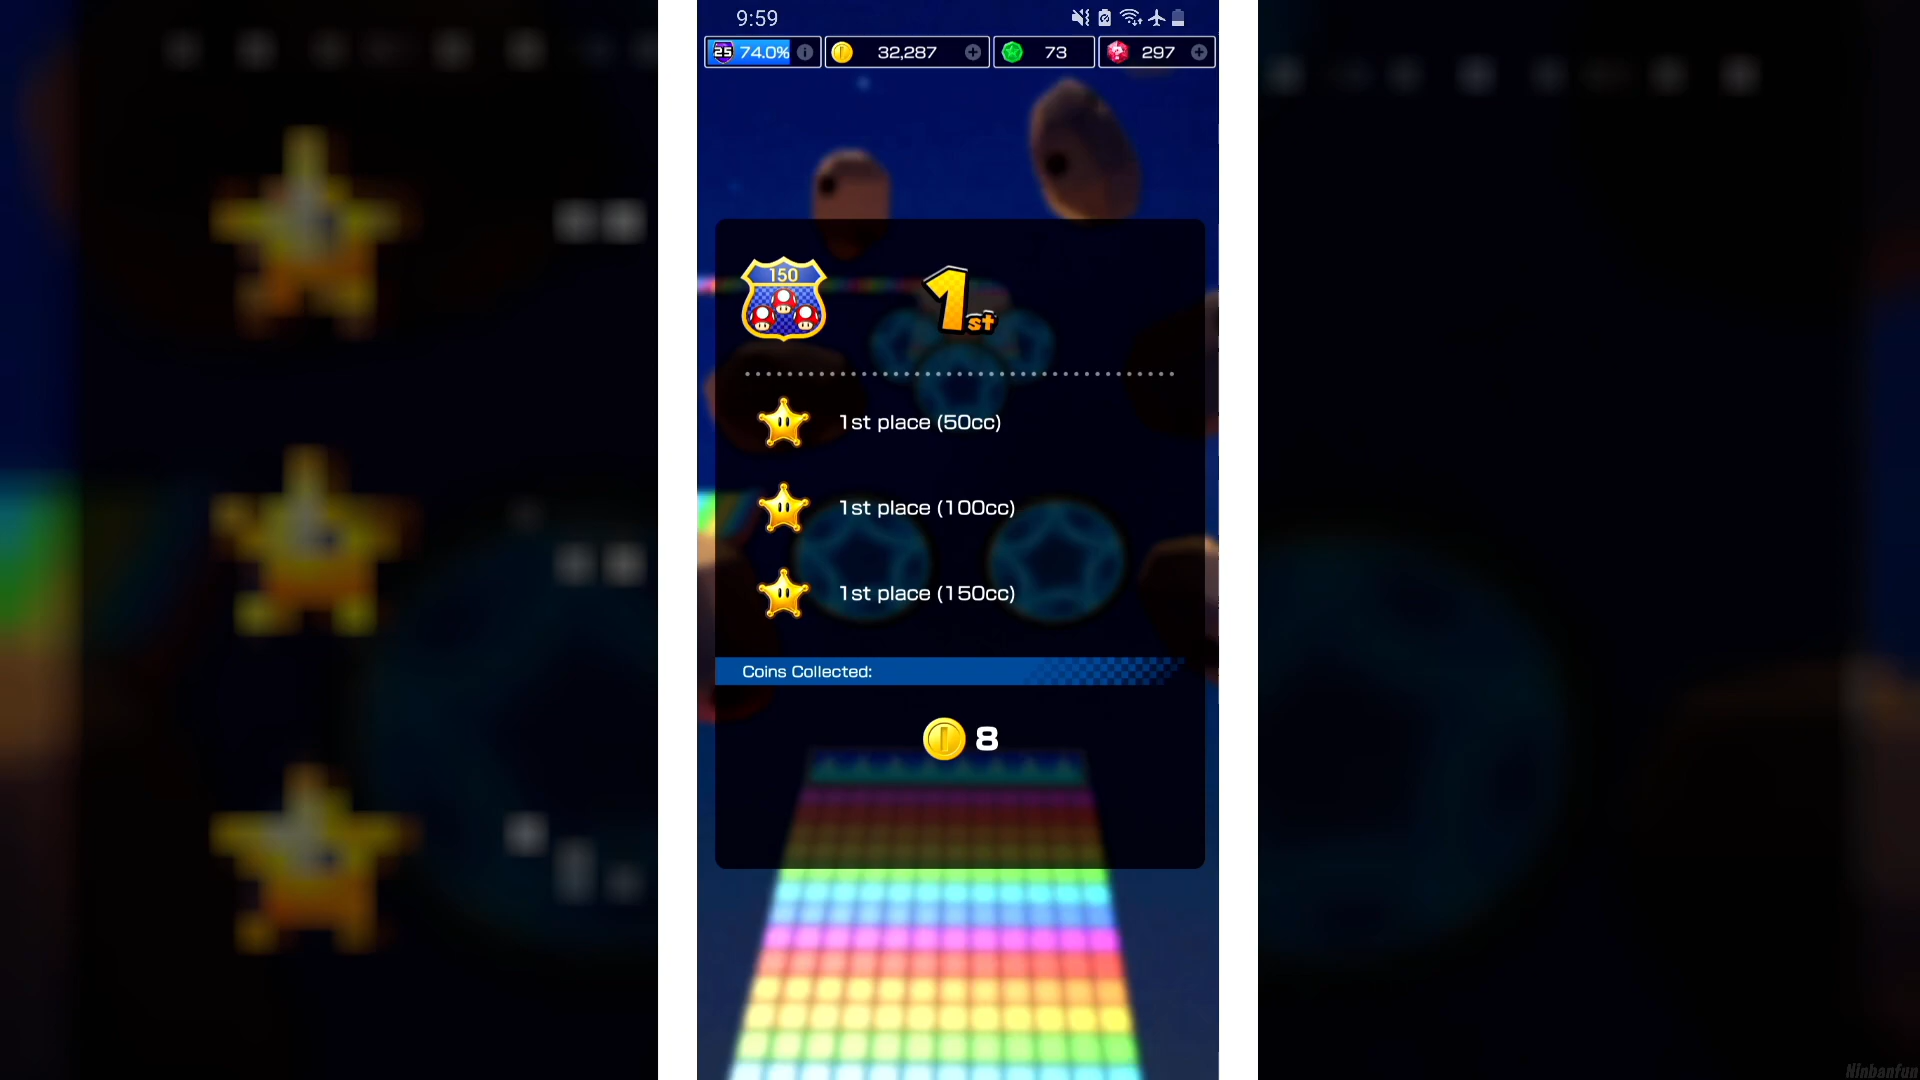 9:59
25 74.0% 32,287 73 297
150 1st
1st place (50cc)
1st place (100cc)
1st place (150cc)
Coins Collected:
8
Ninbanfun